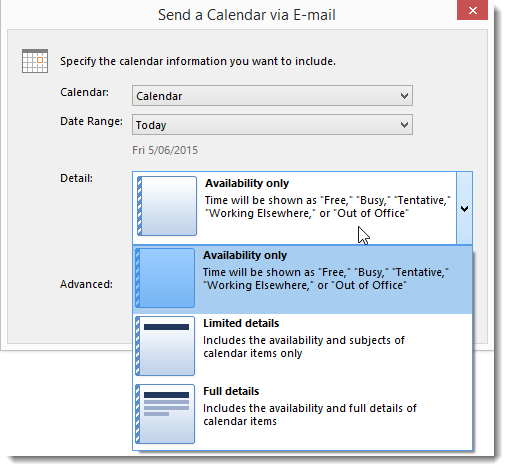 Send a Calendar via E-mail
Specify the calendar information you want to include.
Calendar: Calendar
Date Range: Today
Fri 5/06/2015
Detail: Availability only
Time will be shown as "Free," "Busy," "Tentative,"
"Working Elsewhere," or "Out of Office"
Availability only
Time will be shown as "Free," "Busy," "Tentative,"
"Working Elsewhere," or "Out of Office"
Advanced:
Limited details
Includes the availability and subjects of
calendar items only
Full details
Includes the availability and full details of
calendar items